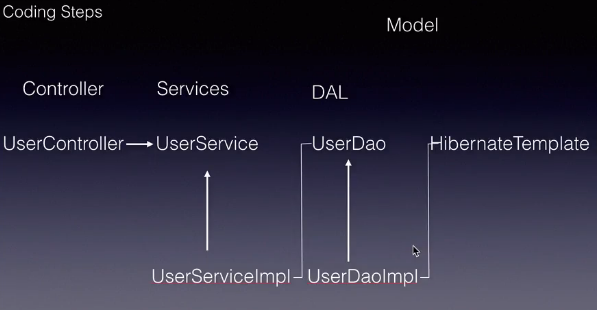 Coding Steps
Model
Controller Services DAL
UserController UserService UserDao HibernateTemplate
UserServiceImpl UserDaoImpl